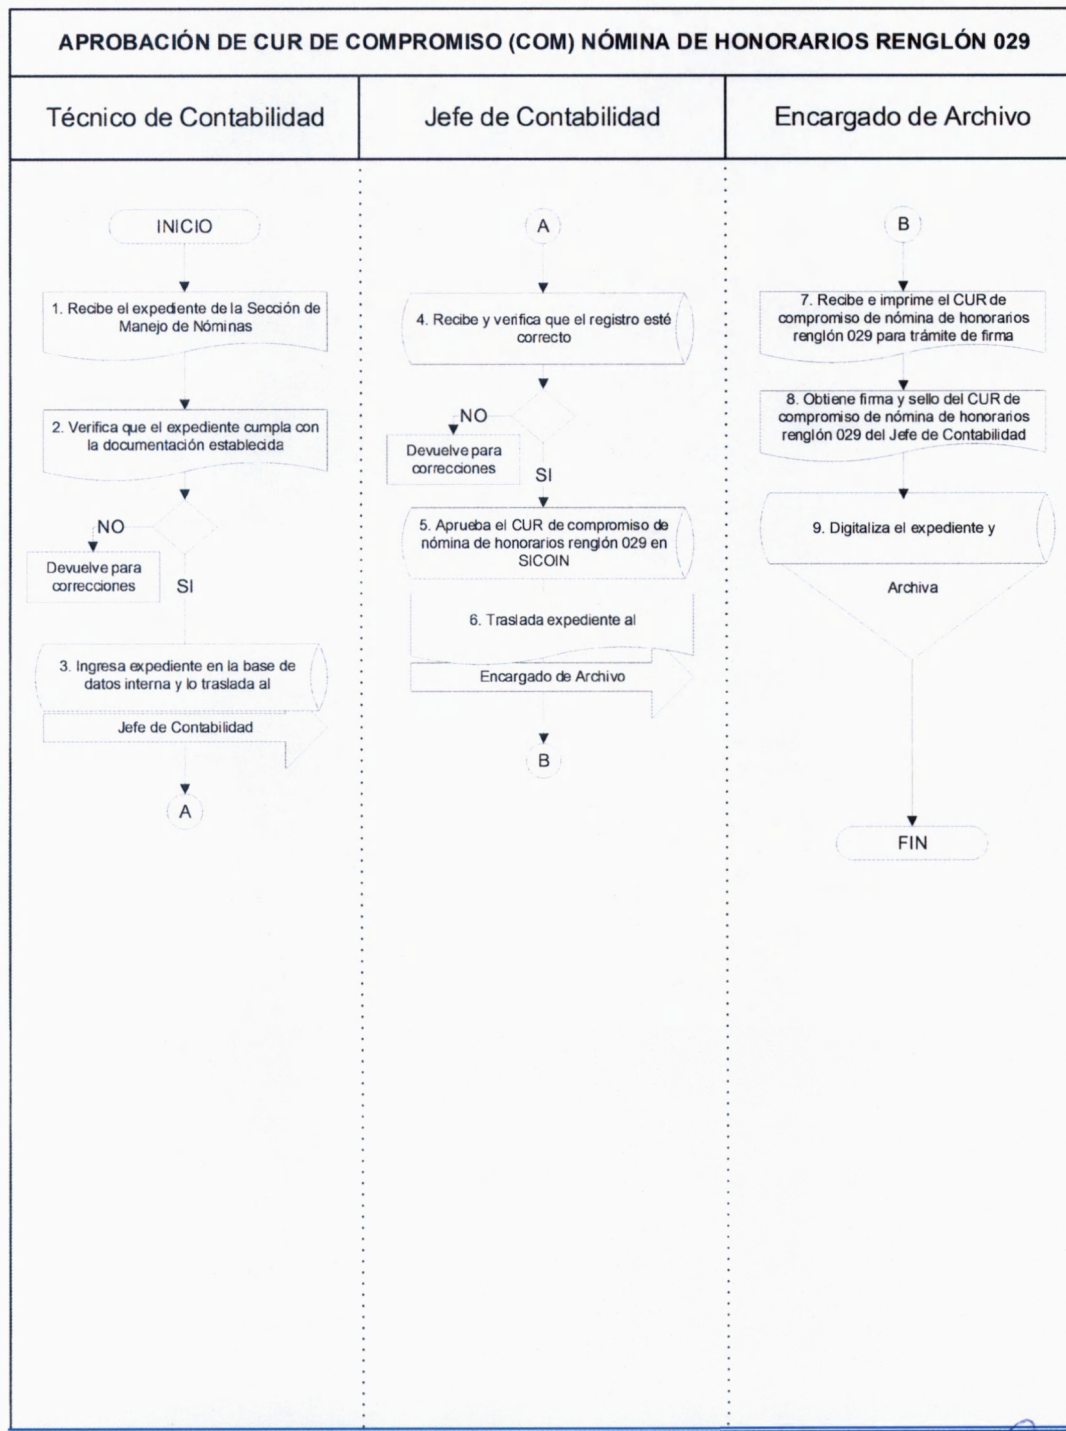 APROBACIÓN DE CUR DE COMPROMISO (COM) NÓMINA DE HONORARIOS RENGLÓN 029
Técnico de Contabilidad
Jefe de Contabilidad
Encargado de Archivo
INICIO
1. Recibe el expediente de la Sección de
Manejo de Nóminas
2. Verifica que el expediente cumpla con
la documentación establecida
NO
Devuelve para
correcciones
SI
3. Ingresa expediente en la base de
datos interna y lo traslada al
Jefe de Contabilidad
A
A
4. Recibe y verifica que el registro esté
correcto
NO
Devuelve para
correcciones
SI
5. Aprueba el CUR de compromiso de
nómina de honorarios renglón 029 en
SICOIN
6. Traslada expediente al
Encargado de Archivo
B
B
7. Recibe e imprime el CUR de
compromiso de nómina de honorarios
renglón 029 para trámite de firma
8. Obtiene firma y sello del CUR de
compromiso de nómina de honorarios
renglón 029 del Jefe de Contabilidad
9. Digitaliza el expediente y
Archiva
FIN